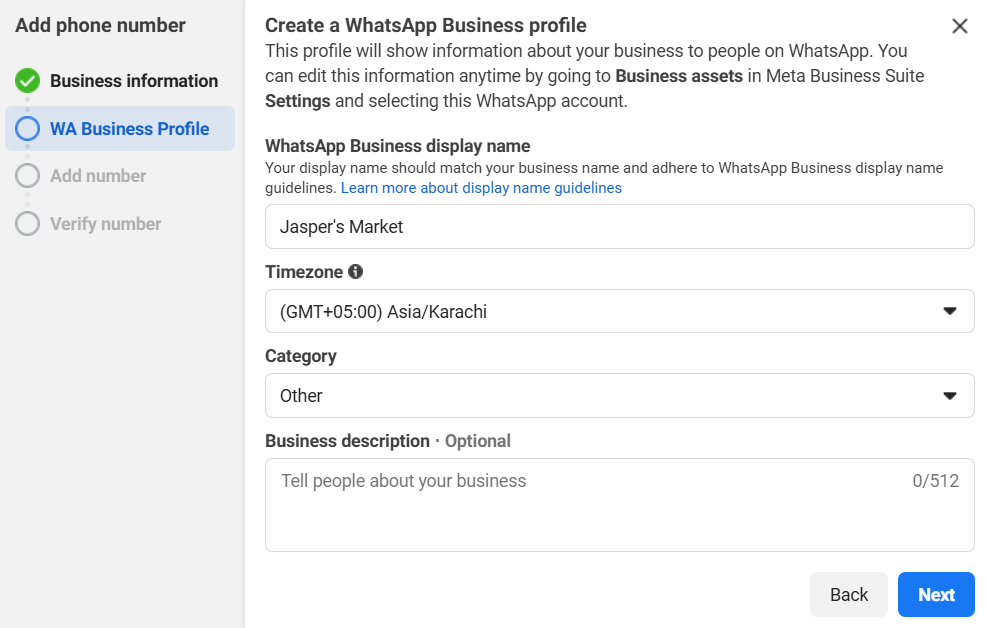 Add phone number
Business information
WA Business Profile
Add number
Verify number
Create a WhatsApp Business profile
This profile will show information about your business to people on WhatsApp. You
can edit this information anytime by going to Business assets in Meta Business Suite
Settings and selecting this WhatsApp account.
WhatsApp Business display name
Your display name should match your business name and adhere to WhatsApp Business display name
guidelines. Learn more about display name guidelines
Jasper's Market
Timezone
(GMT+05:00) Asia/Karachi
Category
Other
Business description · Optional
Tell people about your business 0/512
Back Next